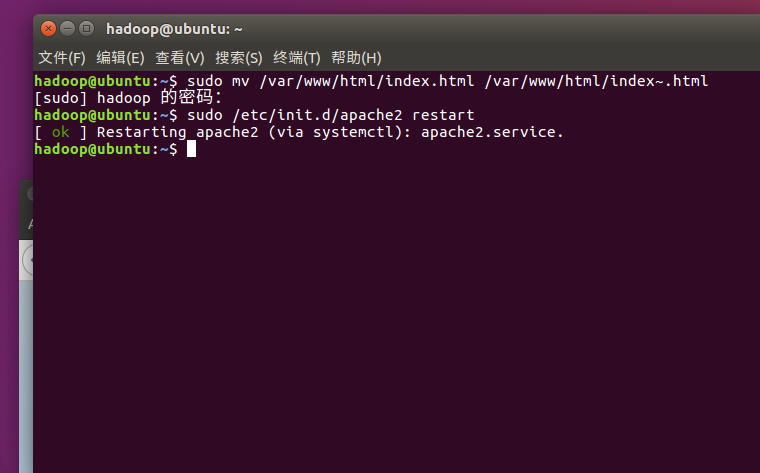 hadoop@ubuntu: ~
文件(F) 编辑(E) 查看(V) 搜索(S) 终端(T) 帮助(H)
hadoop@ubuntu:~$ sudo mv /var/www/html/index.html /var/www/html/index~.html
[sudo] hadoop 的密码：
hadoop@ubuntu:~$ sudo /etc/init.d/apache2 restart
[ ok ] Restarting apache2 (via systemctl): apache2.service.
hadoop@ubuntu:~$